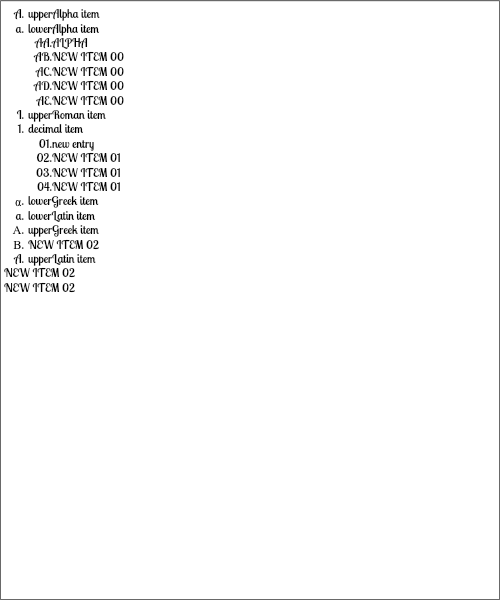 A. upperAlpha item
a. lowerAlpha item
AA.ALPHA
AB.NEW ITEM 00
AC.NEW ITEM 00
AD.NEW ITEM 00
AE.NEW ITEM 00
I. upperRoman item
1. decimal item
01.new entry
02.NEW ITEM 01
03.NEW ITEM 01
04.NEW ITEM 01
α. lowerGreek item
a. lowerLatin item
Α. upperGreek item
Β. NEW ITEM 02
A. upperLatin item
NEW ITEM 02
NEW ITEM 02